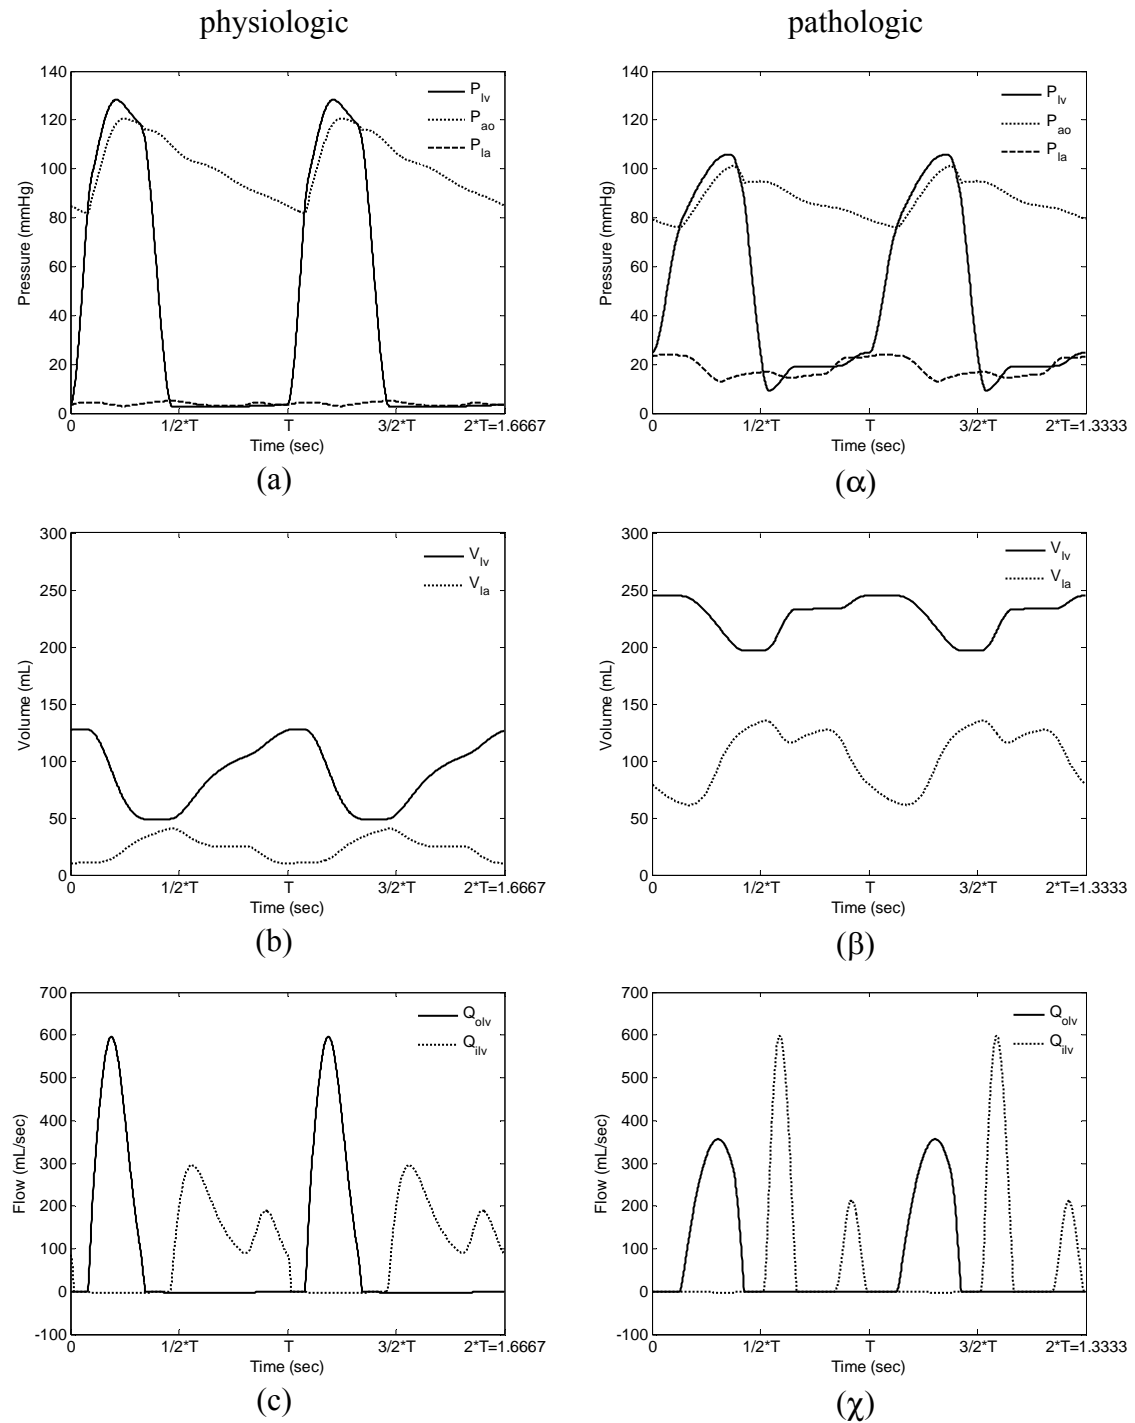 physiologic
pathologic
140
120
100
80
60
40
20
0
Pressure (mmHg)
P_lv
P_ao
P_la
0 1/2*T T 3/2*T 2*T=1.6667
Time (sec)
(a)
140
120
100
80
60
40
20
0
Pressure (mmHg)
P_lv
P_ao
P_la
0 1/2*T T 3/2*T 2*T=1.3333
Time (sec)
(α)
300
250
200
150
100
50
0
Volume (mL)
V_lv
V_la
0 1/2*T T 3/2*T 2*T=1.6667
Time (sec)
(b)
300
250
200
150
100
50
0
Volume (mL)
V_lv
V_la
0 1/2*T T 3/2*T 2*T=1.3333
Time (sec)
(β)
700
600
500
400
300
200
100
0
-100
Flow (mL/sec)
Q_olv
Q_ilv
0 1/2*T T 3/2*T 2*T=1.6667
Time (sec)
(c)
700
600
500
400
300
200
100
0
-100
Flow (mL/sec)
Q_olv
Q_ilv
0 1/2*T T 3/2*T 2*T=1.3333
Time (sec)
(χ)